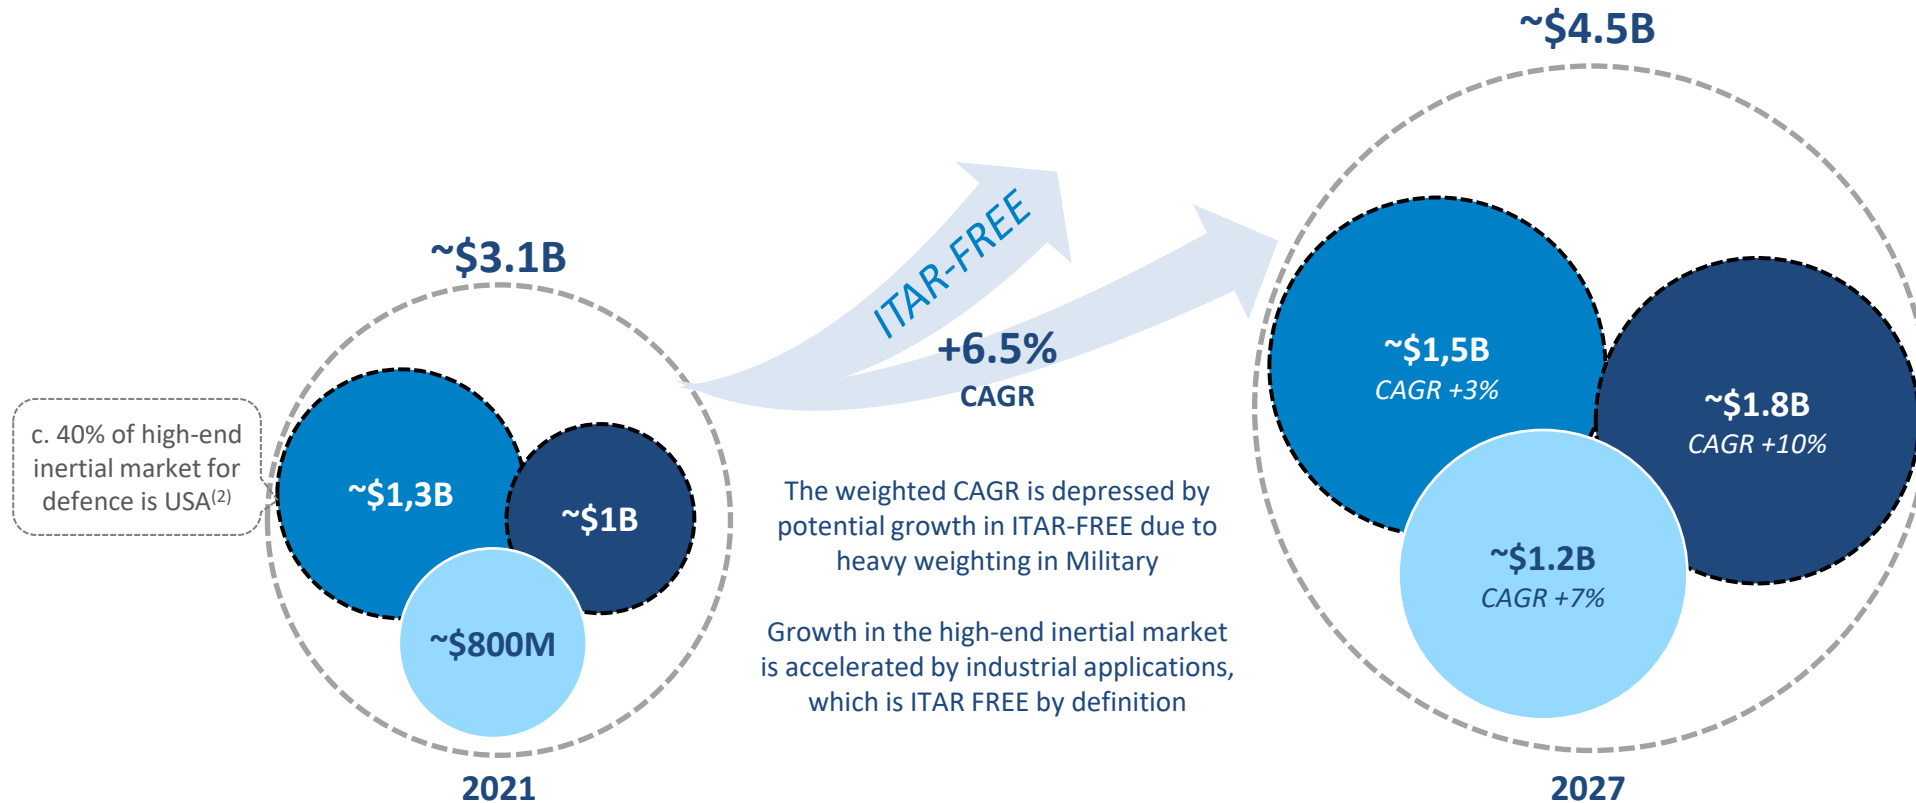 ~$3.1B
c. 40% of high-end
inertial market for
defence is USA(2)
~$1,3B
~$1B
~$800M
2021
ITAR-FREE
+6.5%
CAGR
The weighted CAGR is depressed by
potential growth in ITAR-FREE due to
heavy weighting in Military
Growth in the high-end inertial market
is accelerated by industrial applications,
which is ITAR FREE by definition
~$4.5B
~$1,5B
CAGR +3%
~$1.8B
CAGR +10%
~$1.2B
CAGR +7%
2027